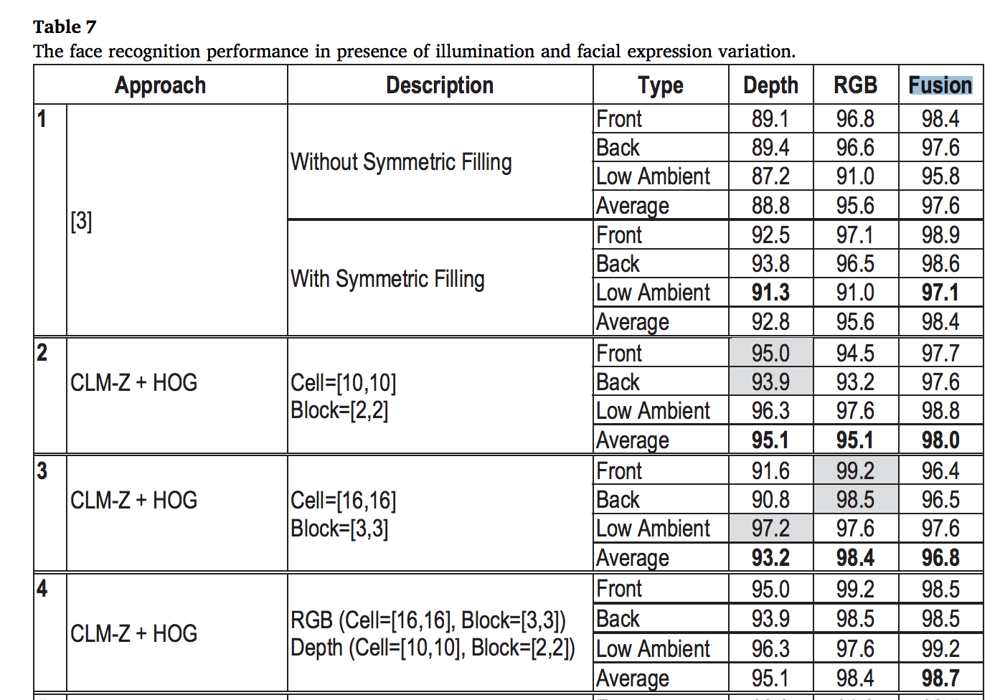 Table 7
The face recognition performance in presence of illumination and facial expression variation.
Approach Description Type Depth RGB Fusion
1 [3] Without Symmetric Filling Front 89.1 96.8 98.4
Back 89.4 96.6 97.6
Low Ambient 87.2 91.0 95.8
Average 88.8 95.6 97.6
With Symmetric Filling Front 92.5 97.1 98.9
Back 93.8 96.5 98.6
Low Ambient 91.3 91.0 97.1
Average 92.8 95.6 98.4
2 CLM-Z + HOG Cell=[10,10] Front 95.0 94.5 97.7
Block=[2,2] Back 93.9 93.2 97.6
Low Ambient 96.3 97.6 98.8
Average 95.1 95.1 98.0
3 CLM-Z + HOG Cell=[16,16] Front 91.6 99.2 96.4
Block=[3,3] Back 90.8 98.5 96.5
Low Ambient 97.2 97.6 97.6
Average 93.2 98.4 96.8
4 CLM-Z + HOG RGB (Cell=[16,16], Block=[3,3]) Front 95.0 99.2 98.5
Depth (Cell=[10,10], Block=[2,2]) Back 93.9 98.5 98.5
Low Ambient 96.3 97.6 99.2
Average 95.1 98.4 98.7